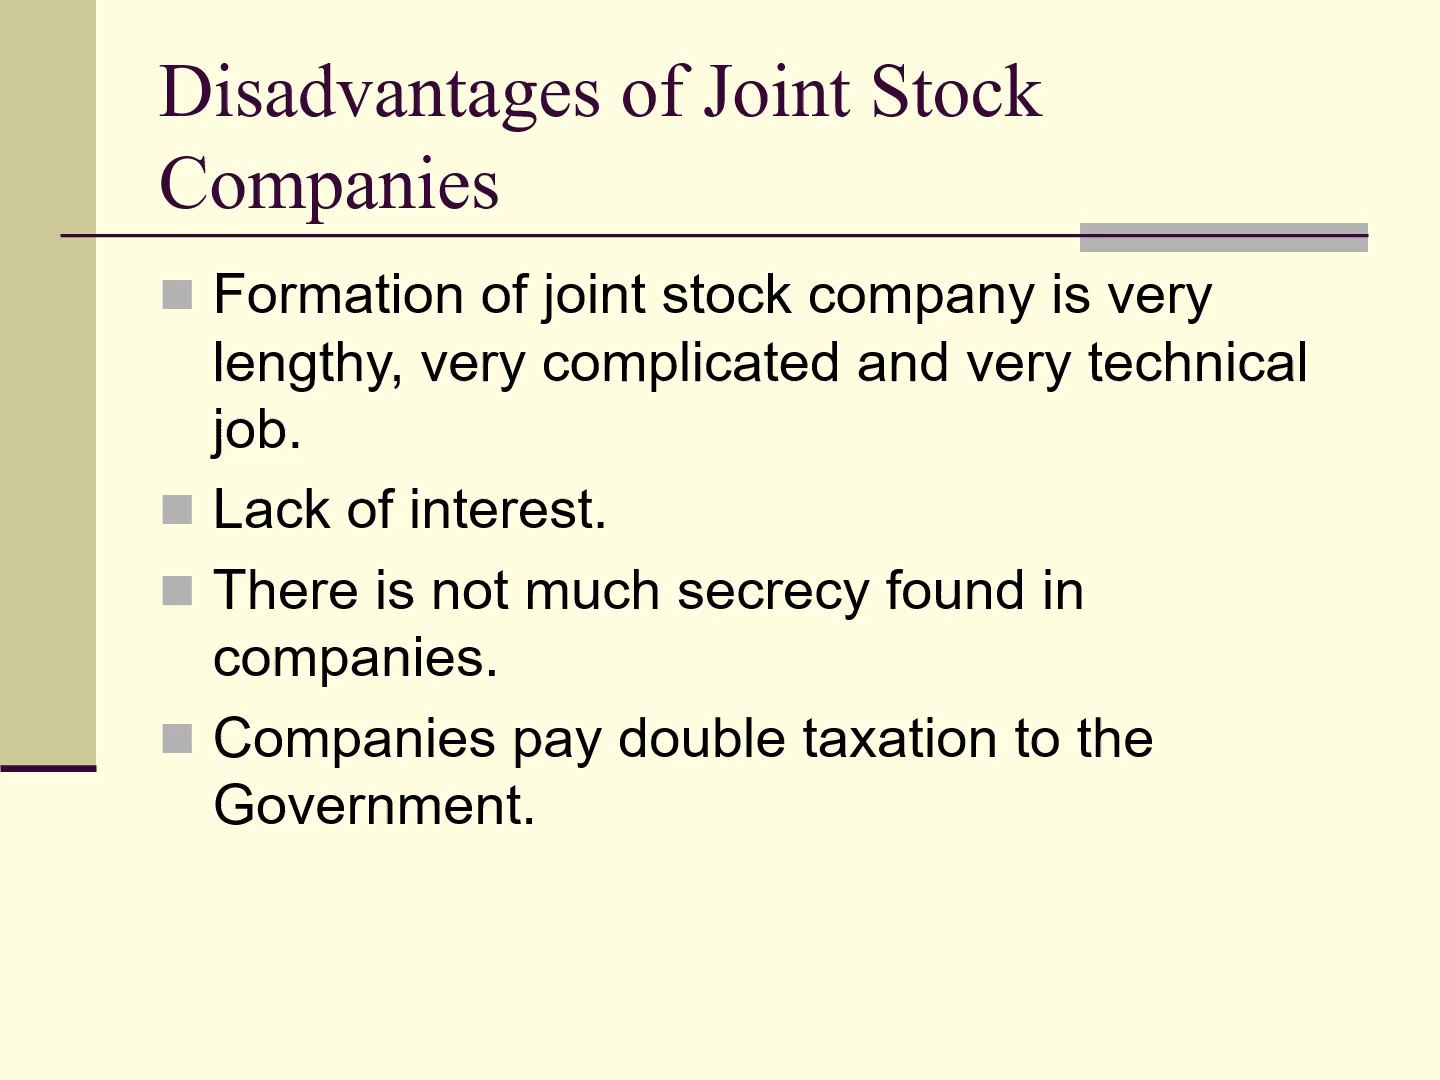 Disadvantages of Joint Stock
Companies
Formation of joint stock company is very
lengthy, very complicated and very technical
job.
Lack of interest.
There is not much secrecy found in
companies.
Companies pay double taxation to the
Government.